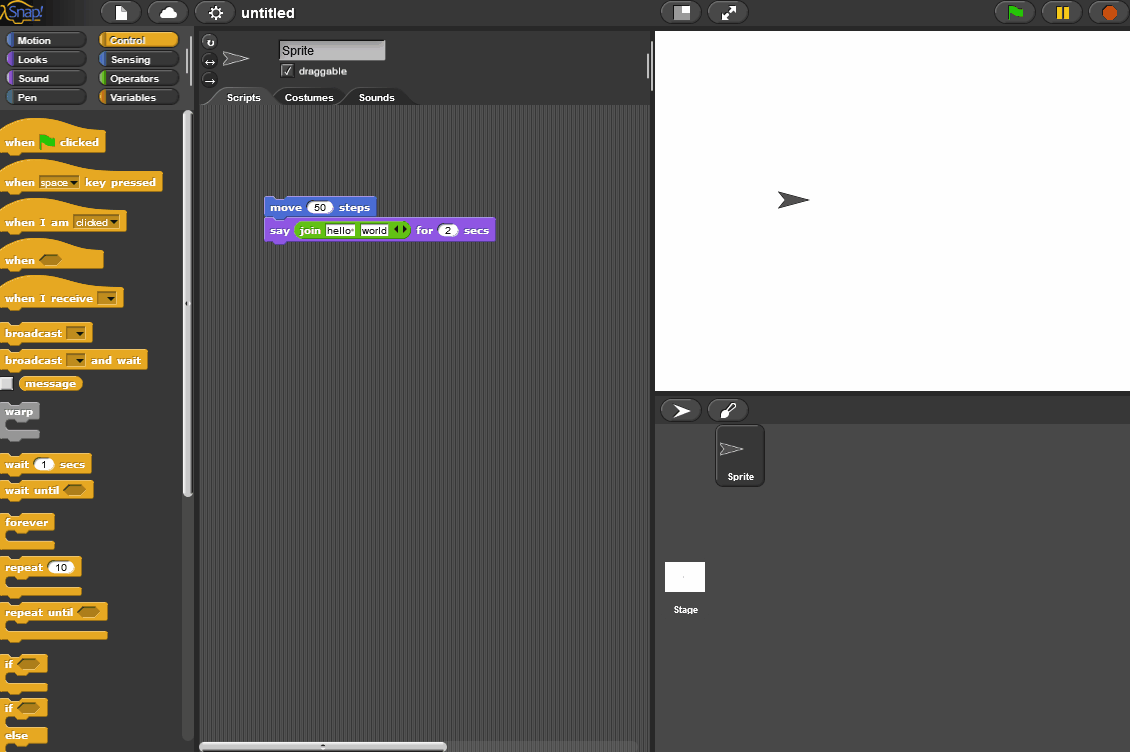 Snap!
untitled
Motion
Control
Looks
Sensing
Sound
Operators
Pen
Variables
Sprite
draggable
Scripts
Costumes
Sounds
when clicked
when space key pressed
when I am clicked
when
when I receive
broadcast
broadcast and wait
message
warp
wait 1 secs
wait until
forever
repeat 10
repeat until
if
if
else
move 50 steps
say join hello world for 2 secs
Sprite
Stage